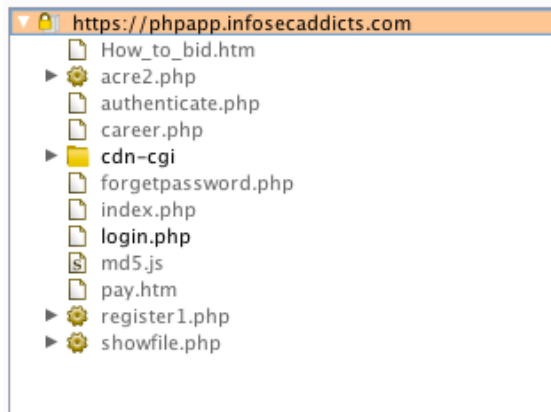 https://phpapp.infosecaddicts.com
How_to_bid.htm
acre2.php
authenticate.php
career.php
cdn-cgi
forgetpassword.php
index.php
login.php
md5.js
pay.htm
register1.php
showfile.php